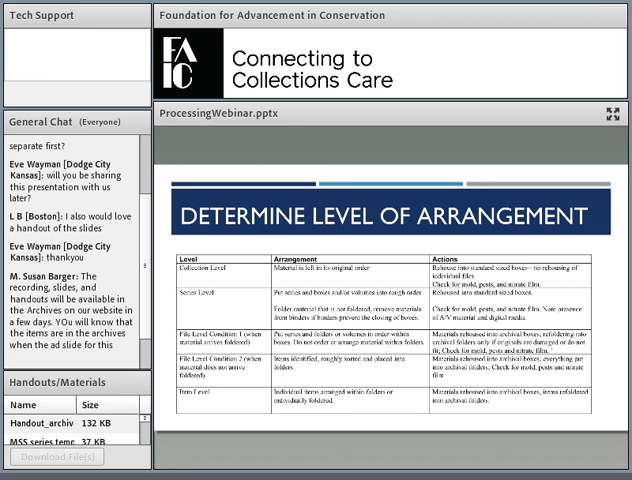 Tech Support
Foundation for Advancement in Conservation
FAIC
Connecting to
Collections Care
General Chat (Everyone)
separate first?
Eve Wayman [Dodge City
Kansas]: will you be sharing
this presentation with us
later?
L B [Boston]: I also would love
a handout of the slides
Eve Wayman [Dodge City
Kansas]: thankyou
M. Susan Barger: The
recording, slides, and
handouts will be available in
the Archives on our website in
a few days. YOu will know that
the items are in the archives
when the ad slide for this
Handouts/Materials
Name Size
Handout_archiv 132 KB
MSS series temp 37 KB
Download File(s)
ProcessingWebinar.pptx
DETERMINE LEVEL OF ARRANGEMENT
Level Arrangement Actions
Collection Level Material is left in its original order Rehouse into standard sized boxes-- no rehousing of
individual files
Check for mold, pests, and nitrate film.
Series Level Put series and boxes and/or volumes into rough order. Rehoused into standard sized boxes.
Folder material that is not foldered, remove materials Check for mold, pests, and nitrate film. Note presence
from binders if binders prevent the closing of boxes. of A/V material and digital media.
File Level Condition 1 (when Put series and folders or volumes in order within Materials rehoused into archival boxes; refoldering into
material arrives foldered) boxes. Do not order or arrange material within folders. archival folders only if originals are damaged or do not
fit; Check for mold, pests and nitrate film.
File Level Condition 2 (when Items identified, roughly sorted and placed into Materials rehoused into archival boxes; everything put
material does not arrive folders. into archival folders; Check for mold, pests and nitrate
foldered) film
Item Level Individual items arranged within folders or Materials rehoused into archival boxes, items refoldered
individually foldered. into archival folders.